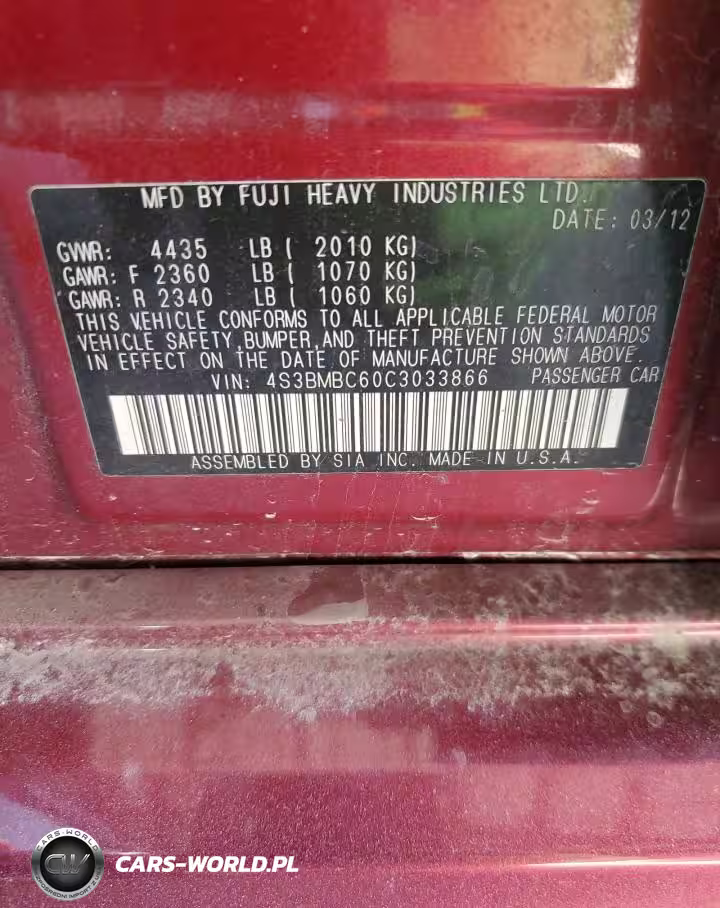 MFD BY FUJI HEAVY INDUSTRIES LTD.
DATE: 03/12
GVWR: 4435 LB ( 2010 KG)
GAWR: F 2360 LB ( 1070 KG)
GAWR: R 2340 LB ( 1060 KG)
THIS VEHICLE CONFORMS TO ALL APPLICABLE FEDERAL MOTOR
VEHICLE SAFETY, BUMPER, AND THEFT PREVENTION STANDARDS
IN EFFECT ON THE DATE OF MANUFACTURE SHOWN ABOVE.
VIN: 4S3BMBC60C3033866 PASSENGER CAR
ASSEMBLED BY SIA INC. MADE IN U.S.A.
CARS-WORLD
CW
CARS-WORLD.PL